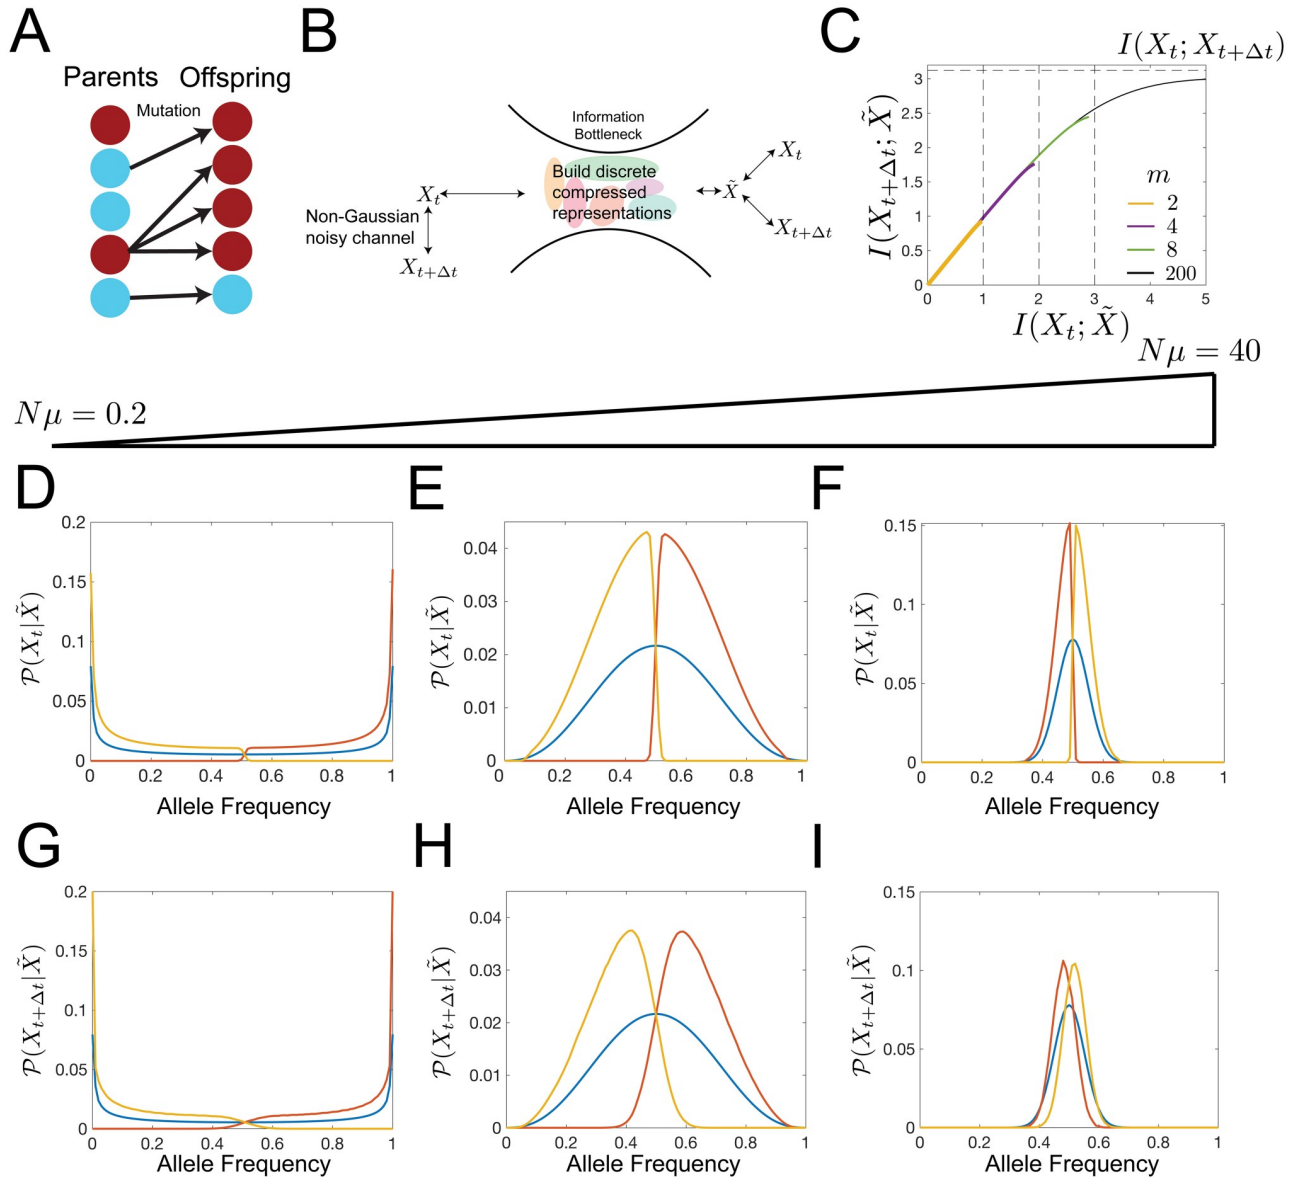 A
Parents Offspring
Mutation
B
Information
Bottleneck
Build discrete
compressed
representations
X_t
Non-Gaussian
noisy channel
X_{t+Δt}
X̃
X_t
X_{t+Δt}
C
I(X_t; X_{t+Δt})
I(X_{t+Δt}; X̃)
3
2.5
2
1.5
1
0.5
0
m
2
4
8
200
0 1 2 3 4 5
I(X_t; X̃)
Nμ = 0.2
Nμ = 40
D
P(X_t|X̃)
0.2
0.15
0.1
0.05
0
0 0.2 0.4 0.6 0.8 1
Allele Frequency
E
P(X_t|X̃)
0.04
0.03
0.02
0.01
0
0 0.2 0.4 0.6 0.8 1
Allele Frequency
F
P(X_t|X̃)
0.15
0.1
0.05
0
0 0.2 0.4 0.6 0.8 1
Allele Frequency
G
P(X_{t+Δt}|X̃)
0.2
0.15
0.1
0.05
0
0 0.2 0.4 0.6 0.8 1
Allele Frequency
H
P(X_{t+Δt}|X̃)
0.04
0.03
0.02
0.01
0
0 0.2 0.4 0.6 0.8 1
Allele Frequency
I
P(X_{t+Δt}|X̃)
0.15
0.1
0.05
0
0 0.2 0.4 0.6 0.8 1
Allele Frequency